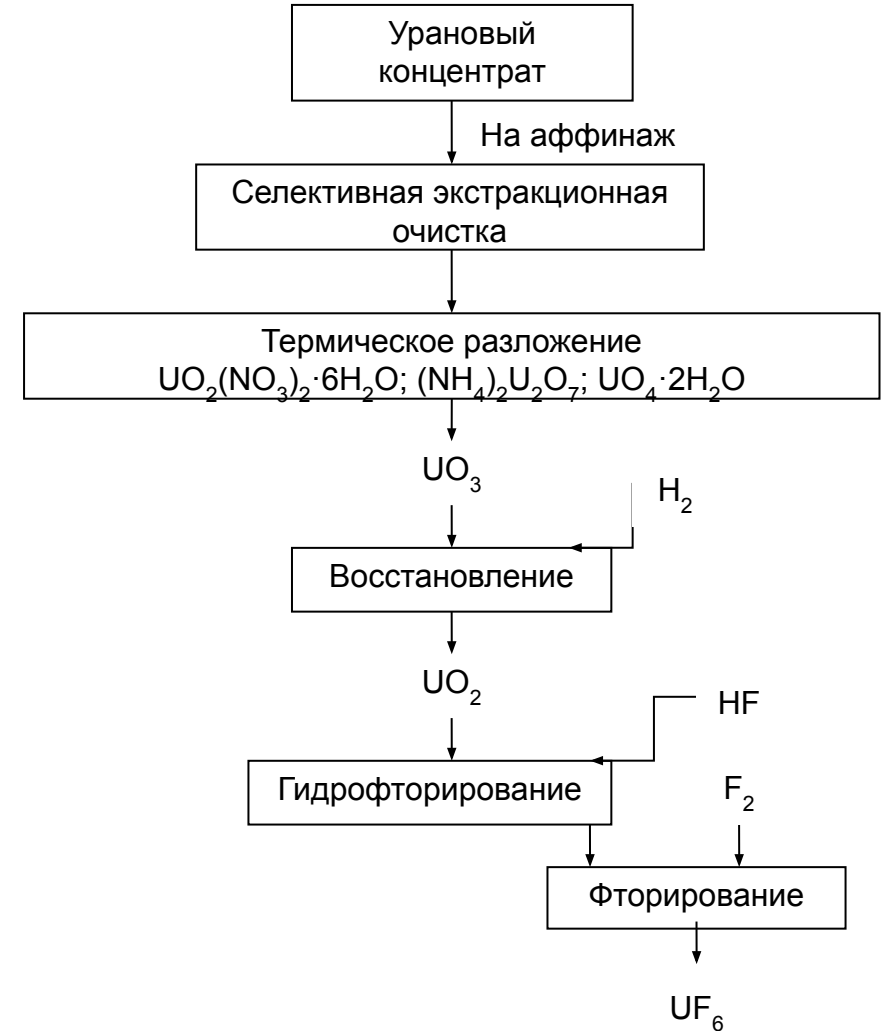 Урановый
концентрат
На аффинаж
Селективная экстракционная
очистка
Термическое разложение
UO₂(NO₃)₂·6H₂O; (NH₄)₂U₂O₇; UO₄·2H₂O
UO₃
H₂
Восстановление
UO₂
HF
Гидрофторирование
F₂
Фторирование
UF₆